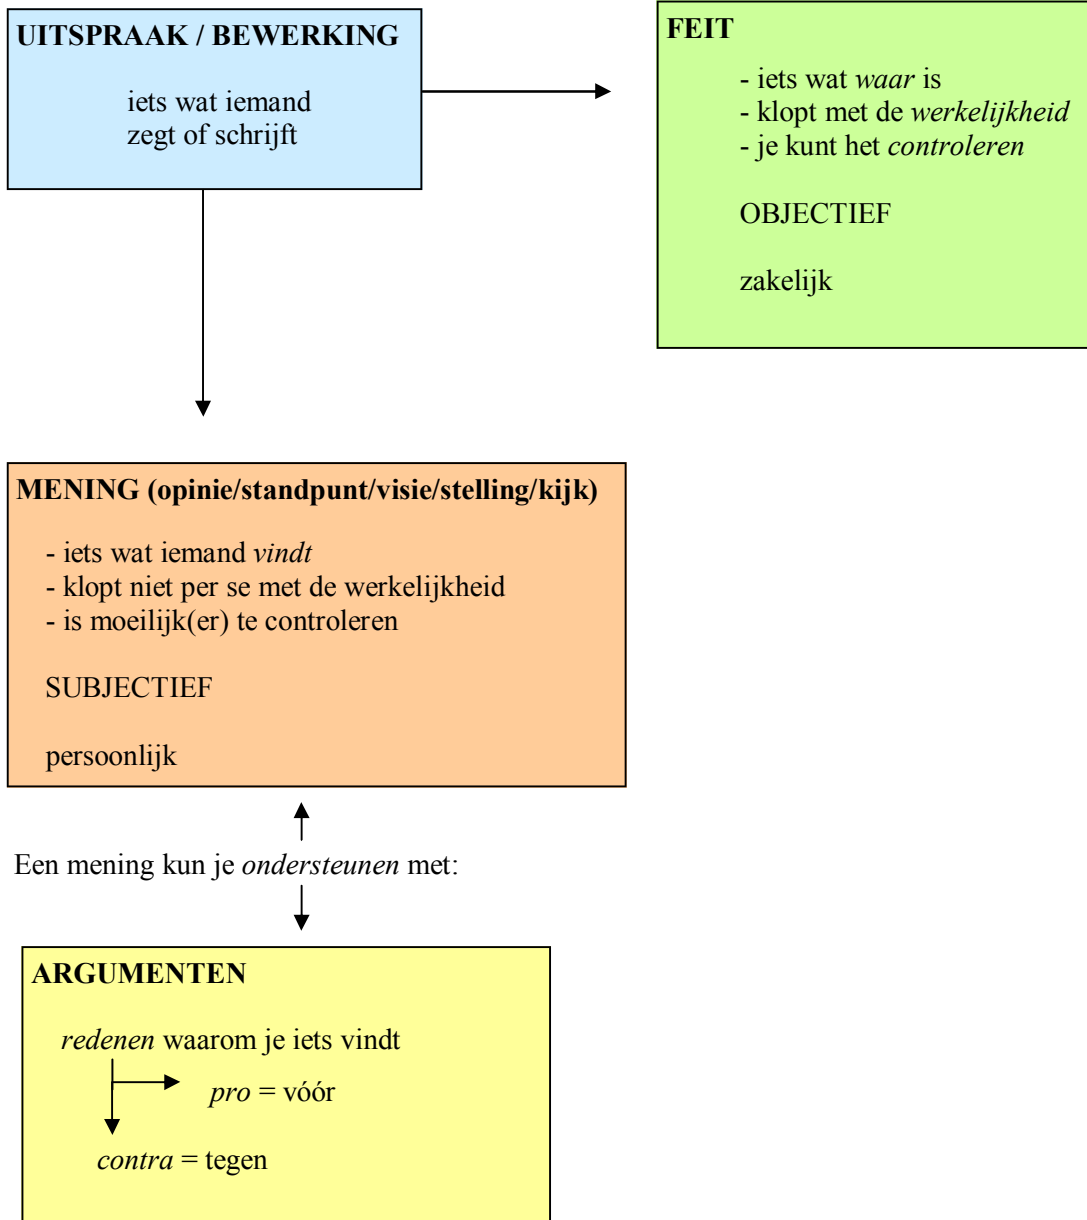 UITSPRAAK / BEWERKING
iets wat iemand
zegt of schrijft
FEIT
- iets wat waar is
- klopt met de werkelijkheid
- je kunt het controleren
OBJECTIEF
zakelijk
MENING (opinie/standpunt/visie/stelling/kijk)
- iets wat iemand vindt
- klopt niet per se met de werkelijkheid
- is moeilijk(er) te controleren
SUBJECTIEF
persoonlijk
Een mening kun je ondersteunen met:
ARGUMENTEN
redenen waarom je iets vindt
pro = vóór
contra = tegen